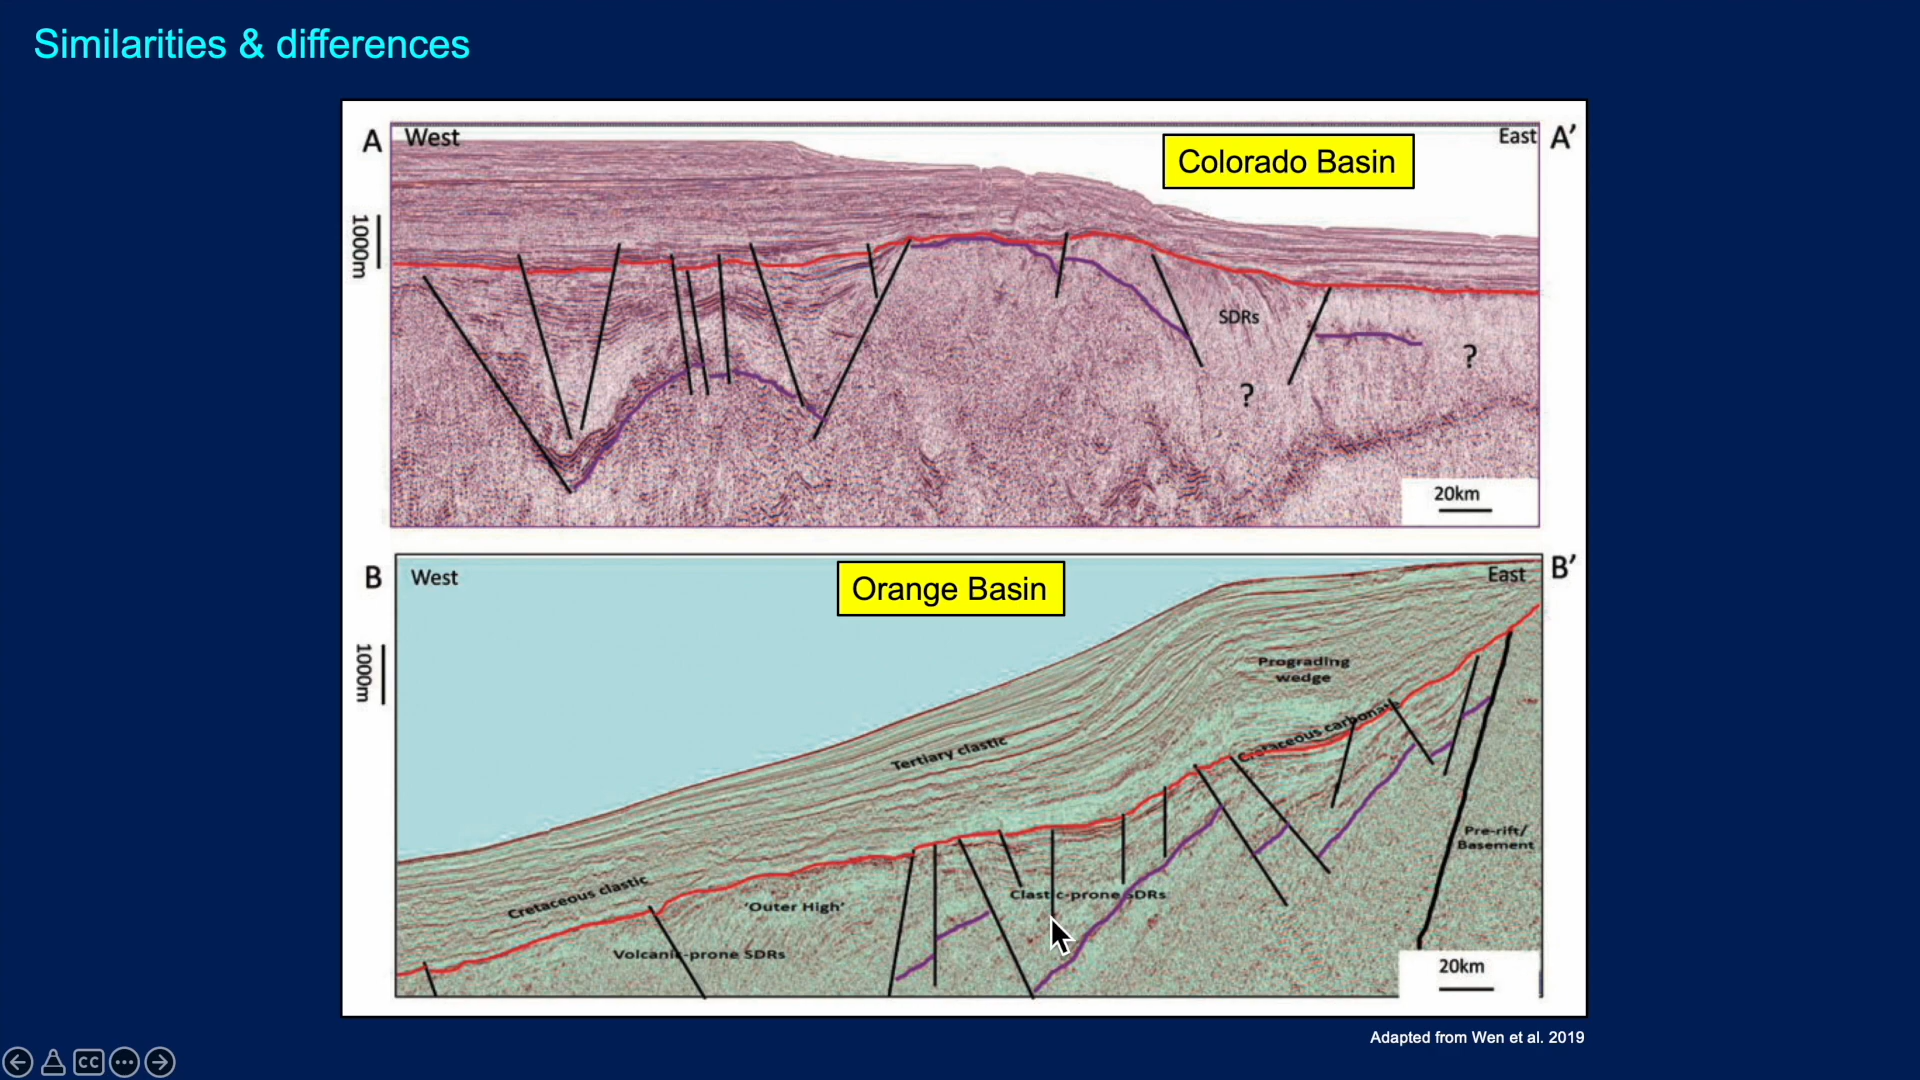 Similarities & differences
A
West
East
A'
Colorado Basin
1000m
SDRs
?
?
20km
B
West
East
B'
Orange Basin
1000m
Prograding
wedge
Cretaceous carbonate
Tertiary clastic
Pre-rift/
Basement
Cretaceous clastic
'Outer High'
Clastic-prone SDRs
Volcanic-prone SDRs
20km
Adapted from Wen et al. 2019
CC